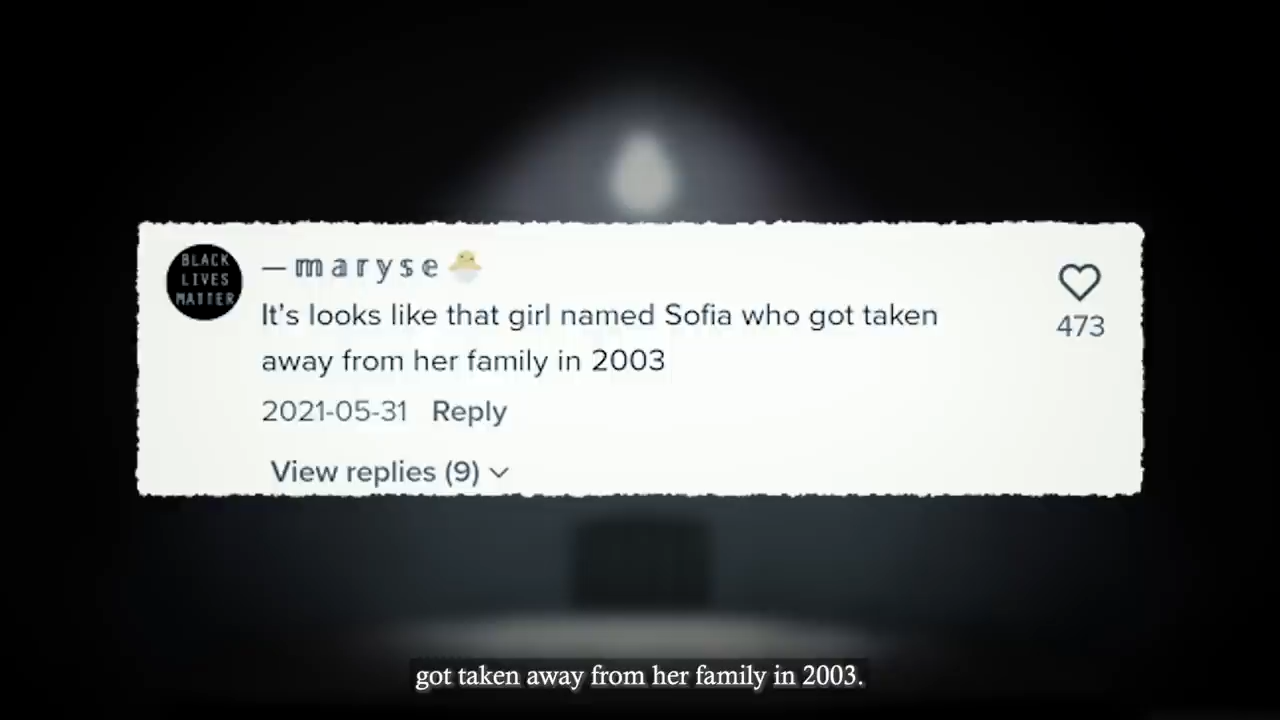 BLACK
LIVES
MATTER
— 𝕞 𝕒 𝕣 𝕪 𝕤 𝕖 🐣
It's looks like that girl named Sofia who got taken
away from her family in 2003
473
2021-05-31 Reply
View replies (9)
got taken away from her family in 2003.